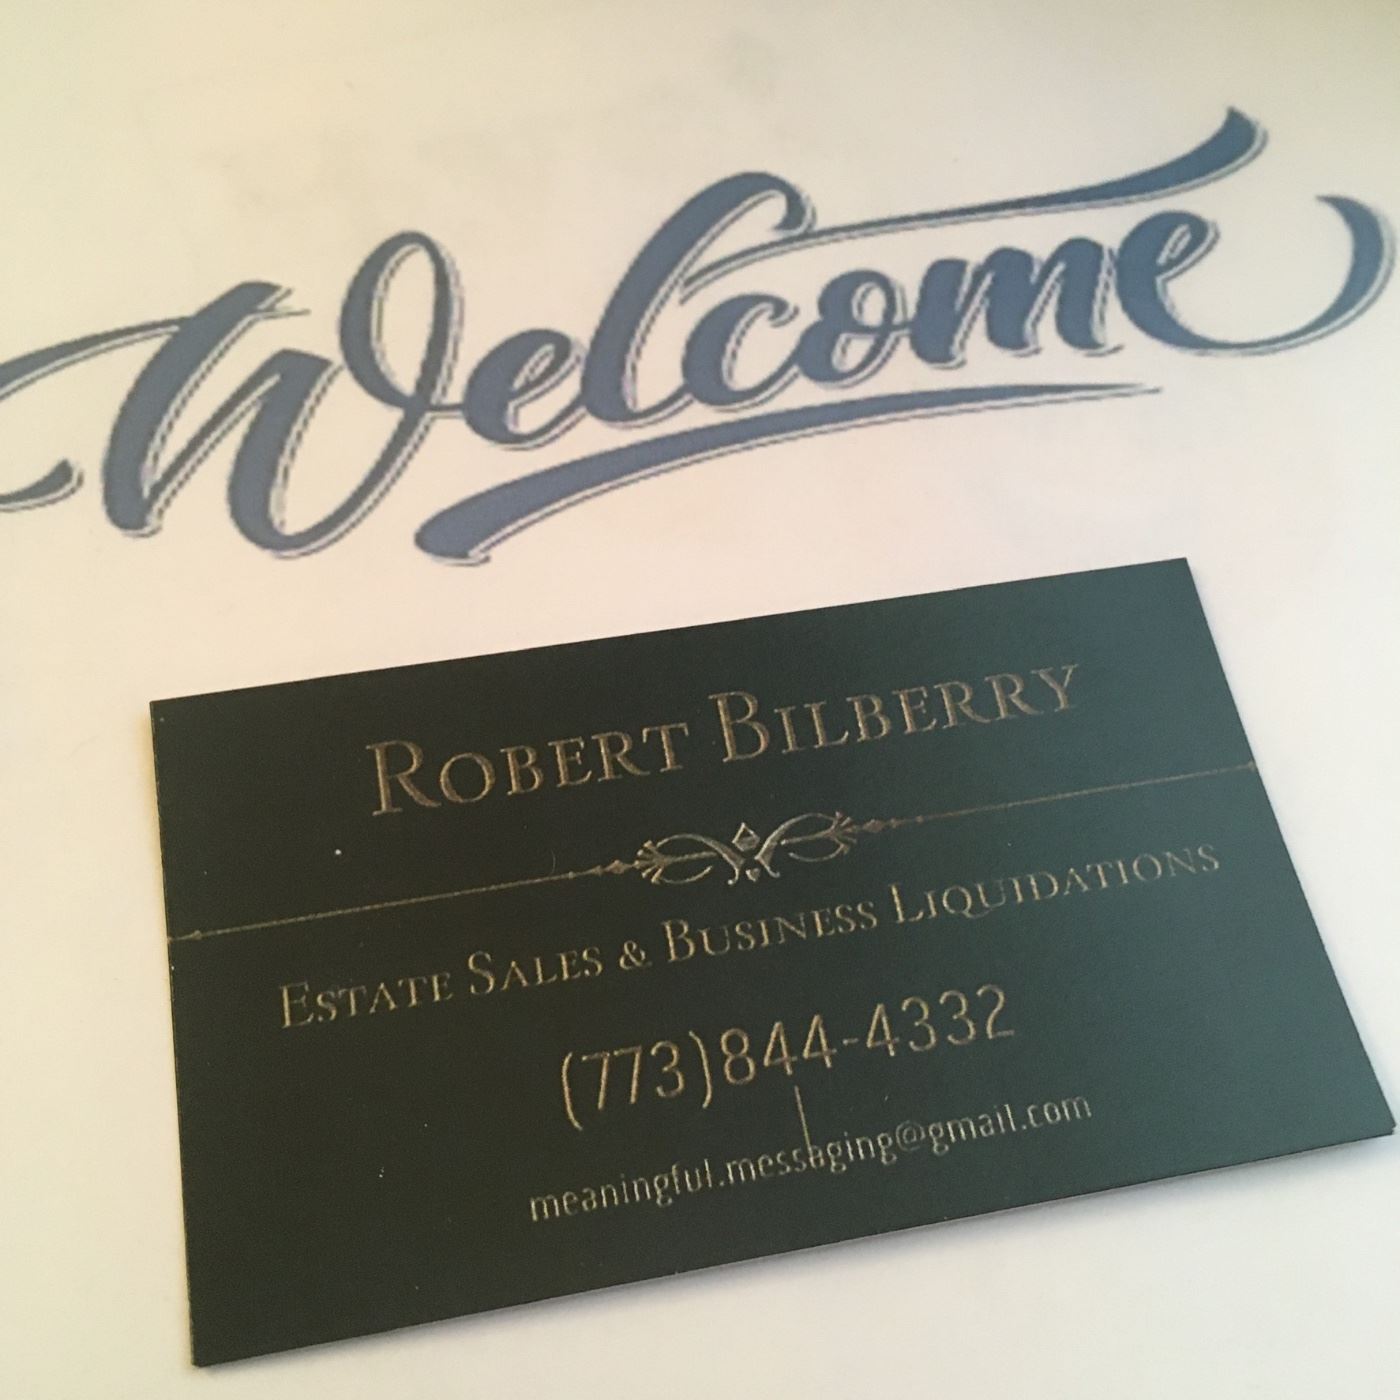 Welcome
Robert Bilberry
Estate Sales & Business Liquidations
(773)844-4332
meaningful.messaging@gmail.com